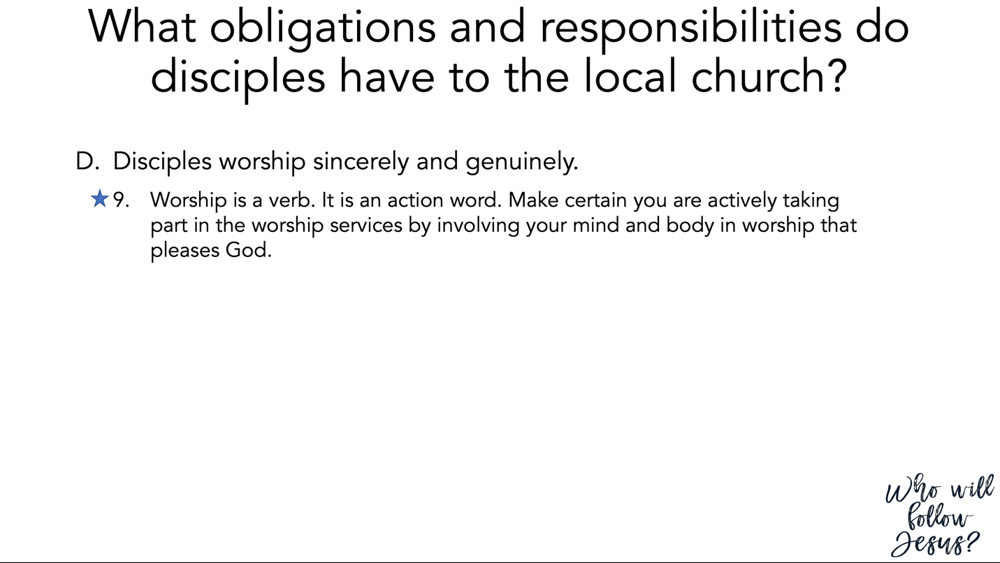 What obligations and responsibilities do
disciples have to the local church?
D. Disciples worship sincerely and genuinely.
9. Worship is a verb. It is an action word. Make certain you are actively taking
part in the worship services by involving your mind and body in worship that
pleases God.
Who will
follow
Jesus?